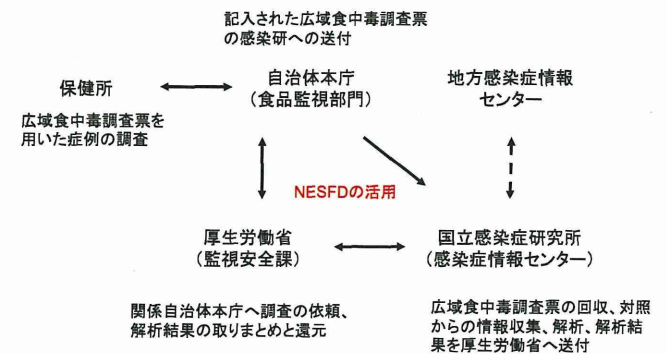 記入された広域食中毒調査票
の感染研への送付
保健所
自治体本庁
（食品監視部門）
地方感染症情報
センター
広域食中毒調査票を
用いた症例の調査
NESFDの活用
厚生労働省
（監視安全課）
国立感染症研究所
（感染症情報センター）
関係自治体本庁へ調査の依頼、
解析結果の取りまとめと還元
広域食中毒調査票の回収、対照
からの情報収集、解析、解析結
果を厚生労働省へ送付